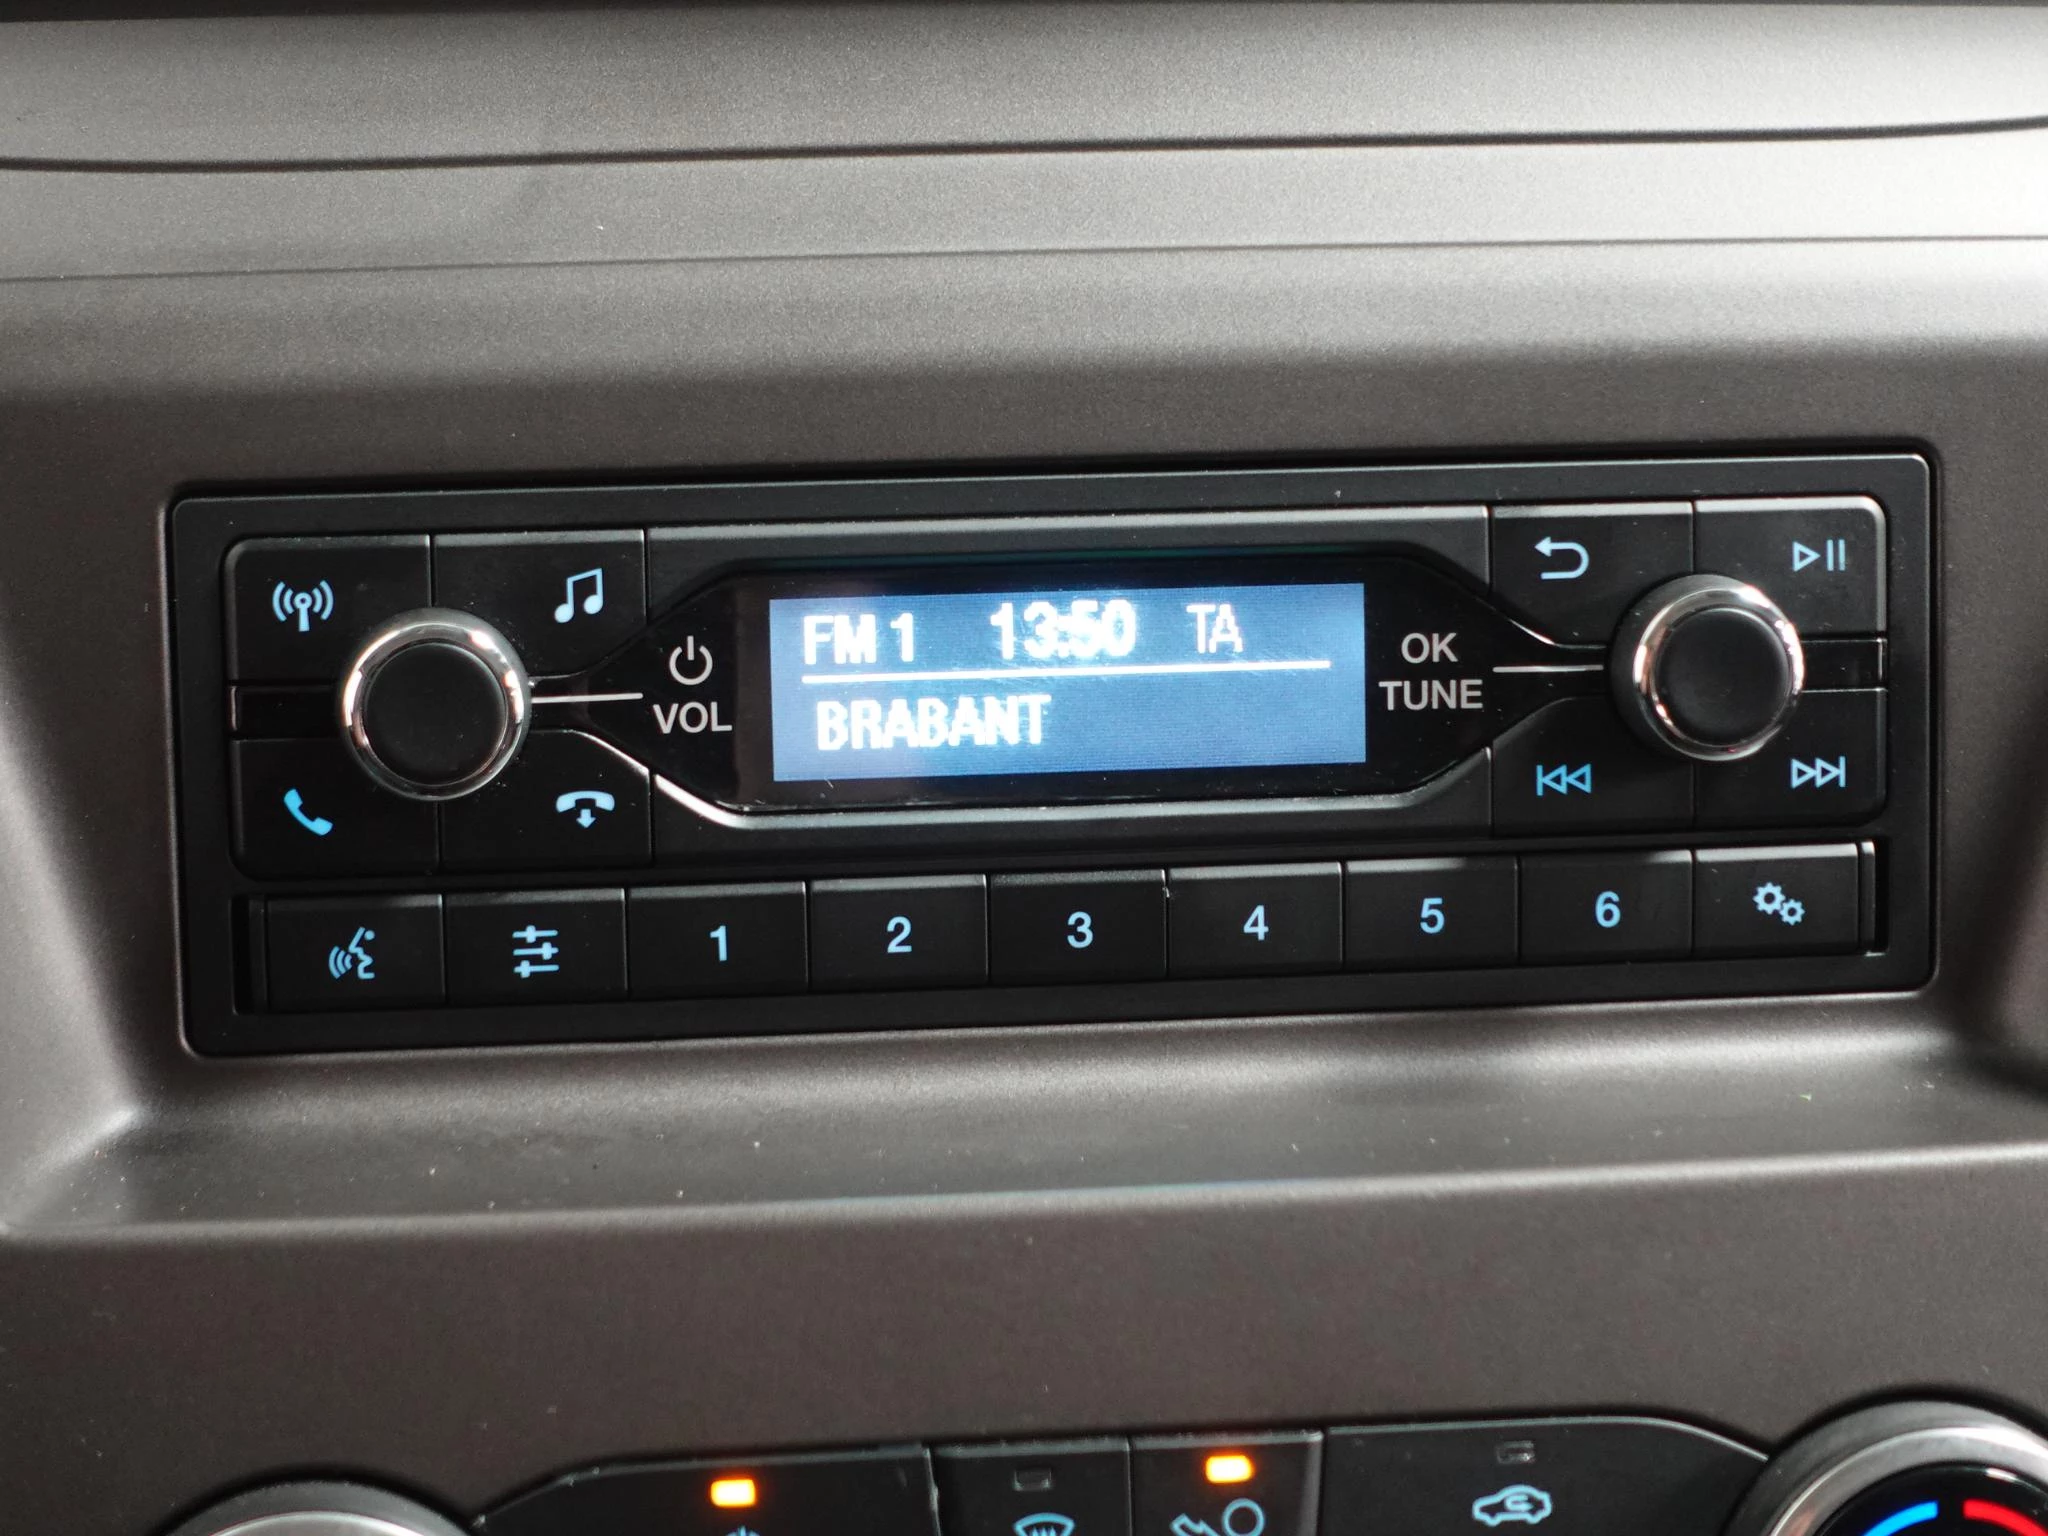 FM 1 13:50 TA
BRABANT
VOL
OK
TUNE
1 2 3 4 5 6